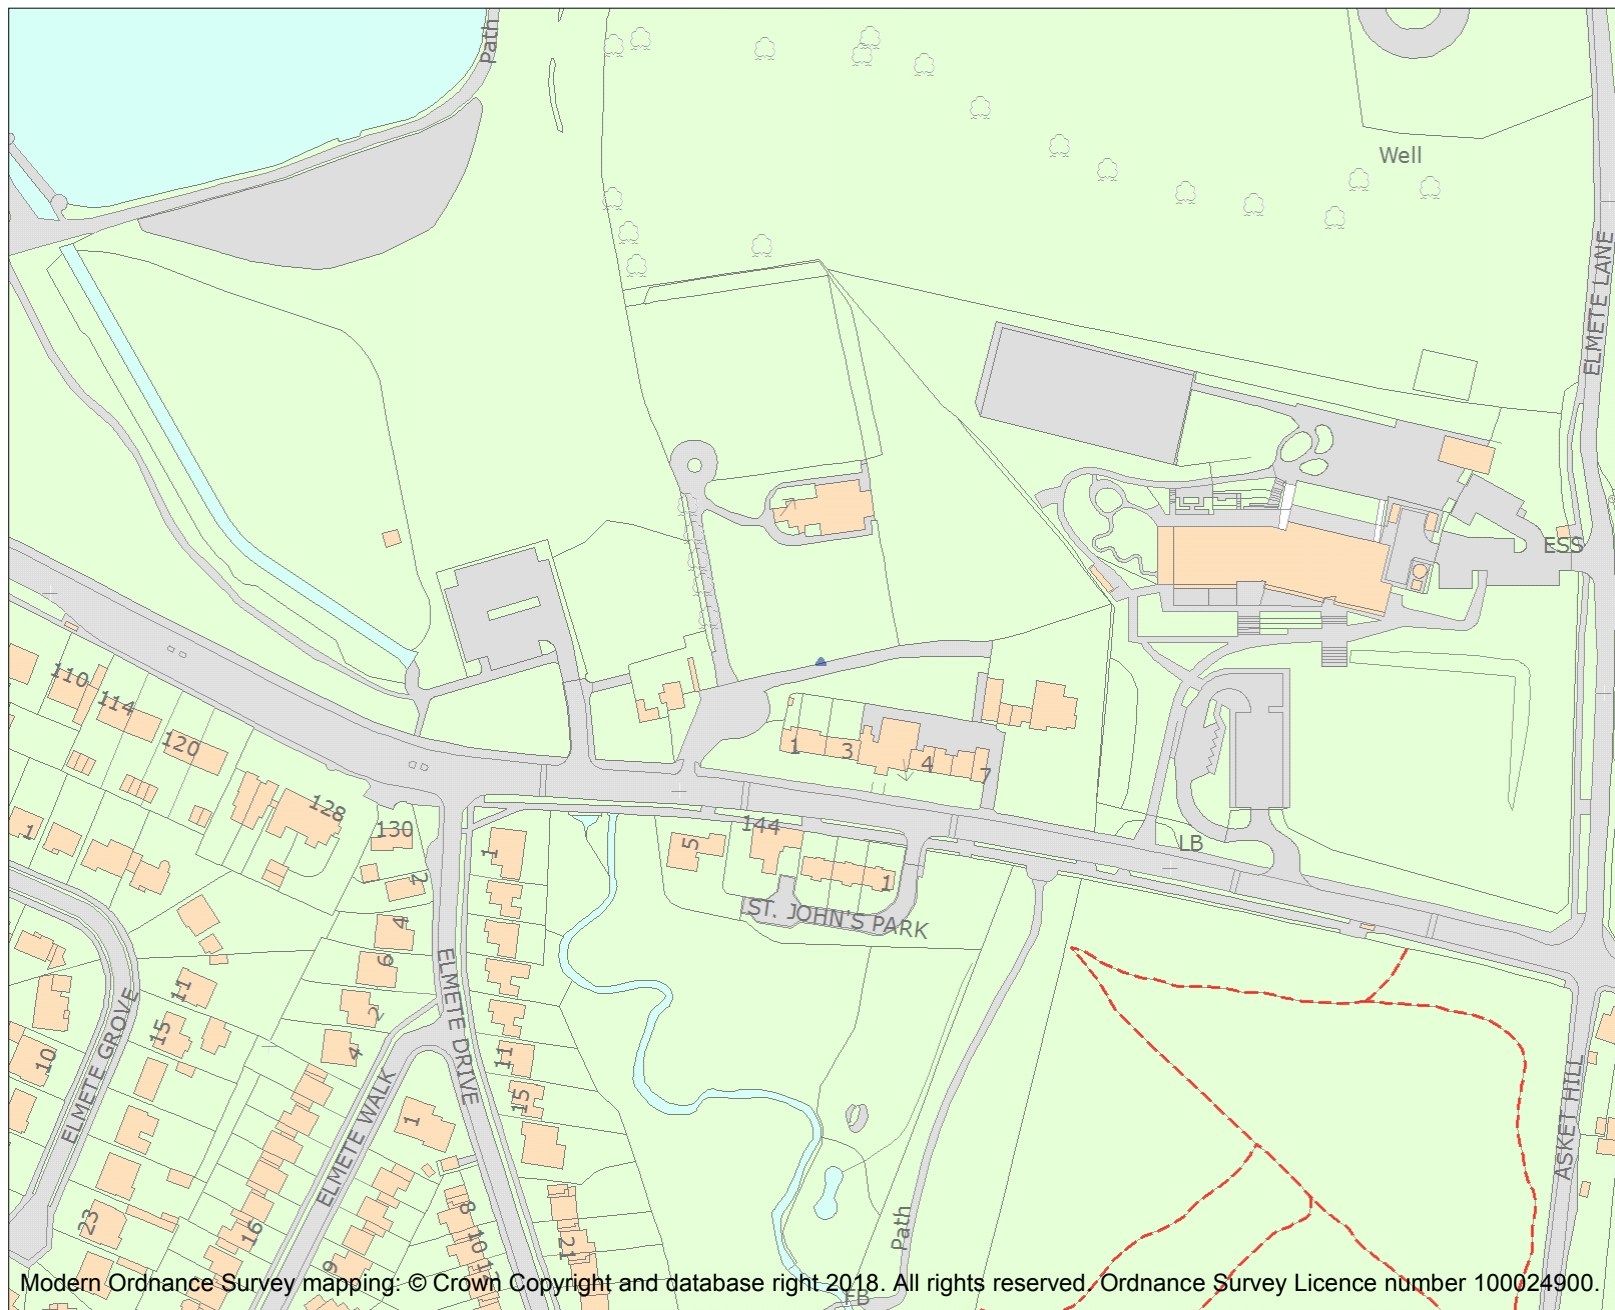 Path
Well
ELMETE LANE
ESS
110
114
120
128
130
1
2
4
6
2
4
1
1
3
4
7
5
144
1
LB
ST. JOHN'S PARK
ELMETE DRIVE
ELMETE GROVE
ELMETE WALK
ASKET HILL
11
15
10
23
16
9
1
11
15
8
10
21
Path
FB
Modern Ordnance Survey mapping: © Crown Copyright and database right 2018. All rights reserved. Ordnance Survey Licence number 100024900.